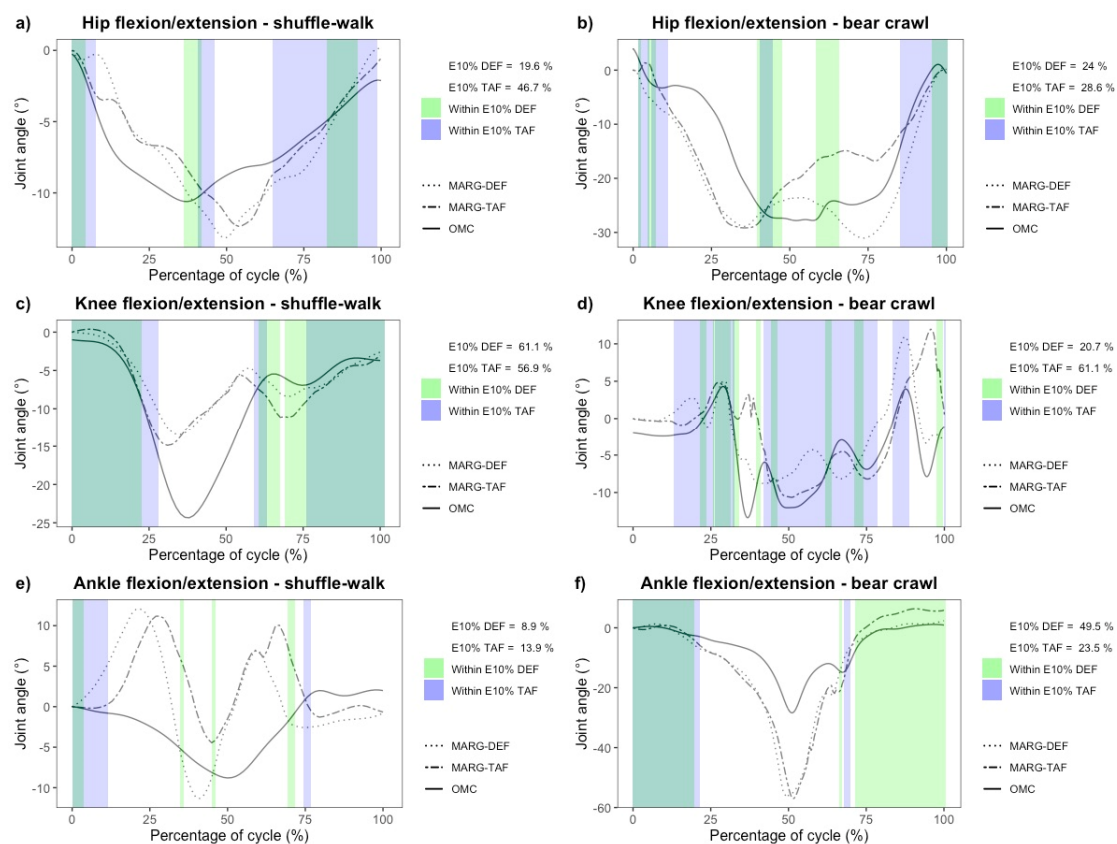 a) Hip flexion/extension - shuffle-walk
Joint angle (°)
0
-5
-10
0 25 50 75 100
Percentage of cycle (%)
E10% DEF = 19.6 %
E10% TAF = 46.7 %
Within E10% DEF
Within E10% TAF
MARG-DEF
MARG-TAF
OMC
b) Hip flexion/extension - bear crawl
Joint angle (°)
0
-10
-20
-30
0 25 50 75 100
Percentage of cycle (%)
E10% DEF = 24 %
E10% TAF = 28.6 %
Within E10% DEF
Within E10% TAF
MARG-DEF
MARG-TAF
OMC
c) Knee flexion/extension - shuffle-walk
Joint angle (°)
0
-5
-10
-15
-20
-25
0 25 50 75 100
Percentage of cycle (%)
E10% DEF = 61.1 %
E10% TAF = 56.9 %
Within E10% DEF
Within E10% TAF
MARG-DEF
MARG-TAF
OMC
d) Knee flexion/extension - bear crawl
Joint angle (°)
10
5
0
-5
-10
0 25 50 75 100
Percentage of cycle (%)
E10% DEF = 20.7 %
E10% TAF = 61.1 %
Within E10% DEF
Within E10% TAF
MARG-DEF
MARG-TAF
OMC
e) Ankle flexion/extension - shuffle-walk
Joint angle (°)
10
5
0
-5
-10
0 25 50 75 100
Percentage of cycle (%)
E10% DEF = 8.9 %
E10% TAF = 13.9 %
Within E10% DEF
Within E10% TAF
MARG-DEF
MARG-TAF
OMC
f) Ankle flexion/extension - bear crawl
Joint angle (°)
0
-20
-40
-60
0 25 50 75 100
Percentage of cycle (%)
E10% DEF = 49.5 %
E10% TAF = 23.5 %
Within E10% DEF
Within E10% TAF
MARG-DEF
MARG-TAF
OMC